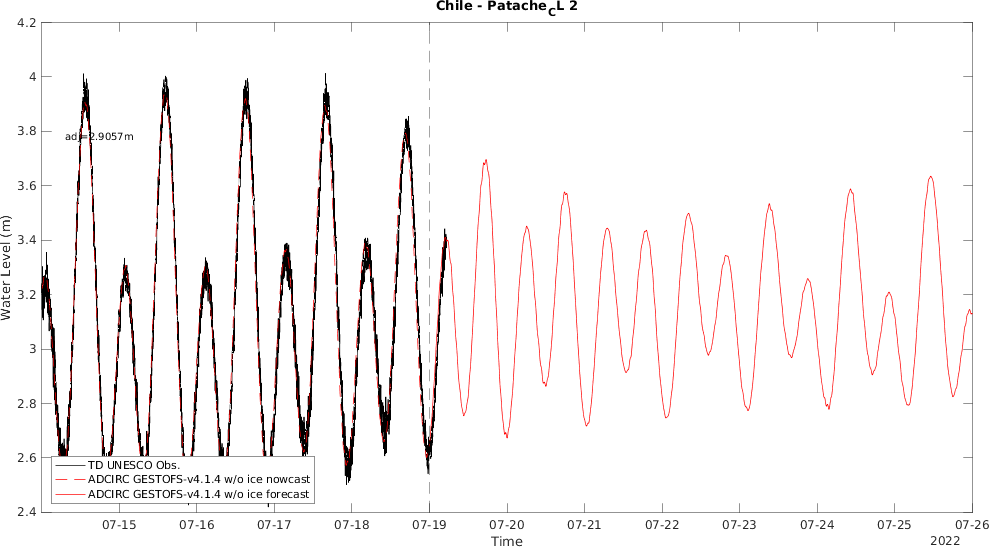 Chile - PatacheCL 2
4.2
4
3.8
3.6
3.4
3.2
3
2.8
2.6
2.4
Water Level (m)
adj=2.9057m
TD UNESCO Obs.
ADCIRC GESTOFS-v4.1.4 w/o ice nowcast
ADCIRC GESTOFS-v4.1.4 w/o ice forecast
07-15 07-16 07-17 07-18 07-19 07-20 07-21 07-22 07-23 07-24 07-25 07-26
Time
2022